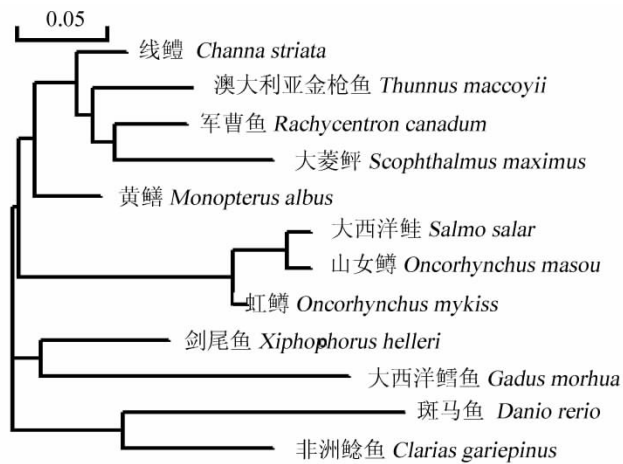 0.05
线鳢 Channa striata
澳大利亚金枪鱼 Thunnus maccoyii
军曹鱼 Rachycentron canadum
大菱鲆 Scophthalmus maximus
黄鳝 Monopterus albus
大西洋鲑 Salmo salar
山女鳟 Oncorhynchus masou
虹鳟 Oncorhynchus mykiss
剑尾鱼 Xiphophorus helleri
大西洋鳕鱼 Gadus morhua
斑马鱼 Danio rerio
非洲鲶鱼 Clarias gariepinus